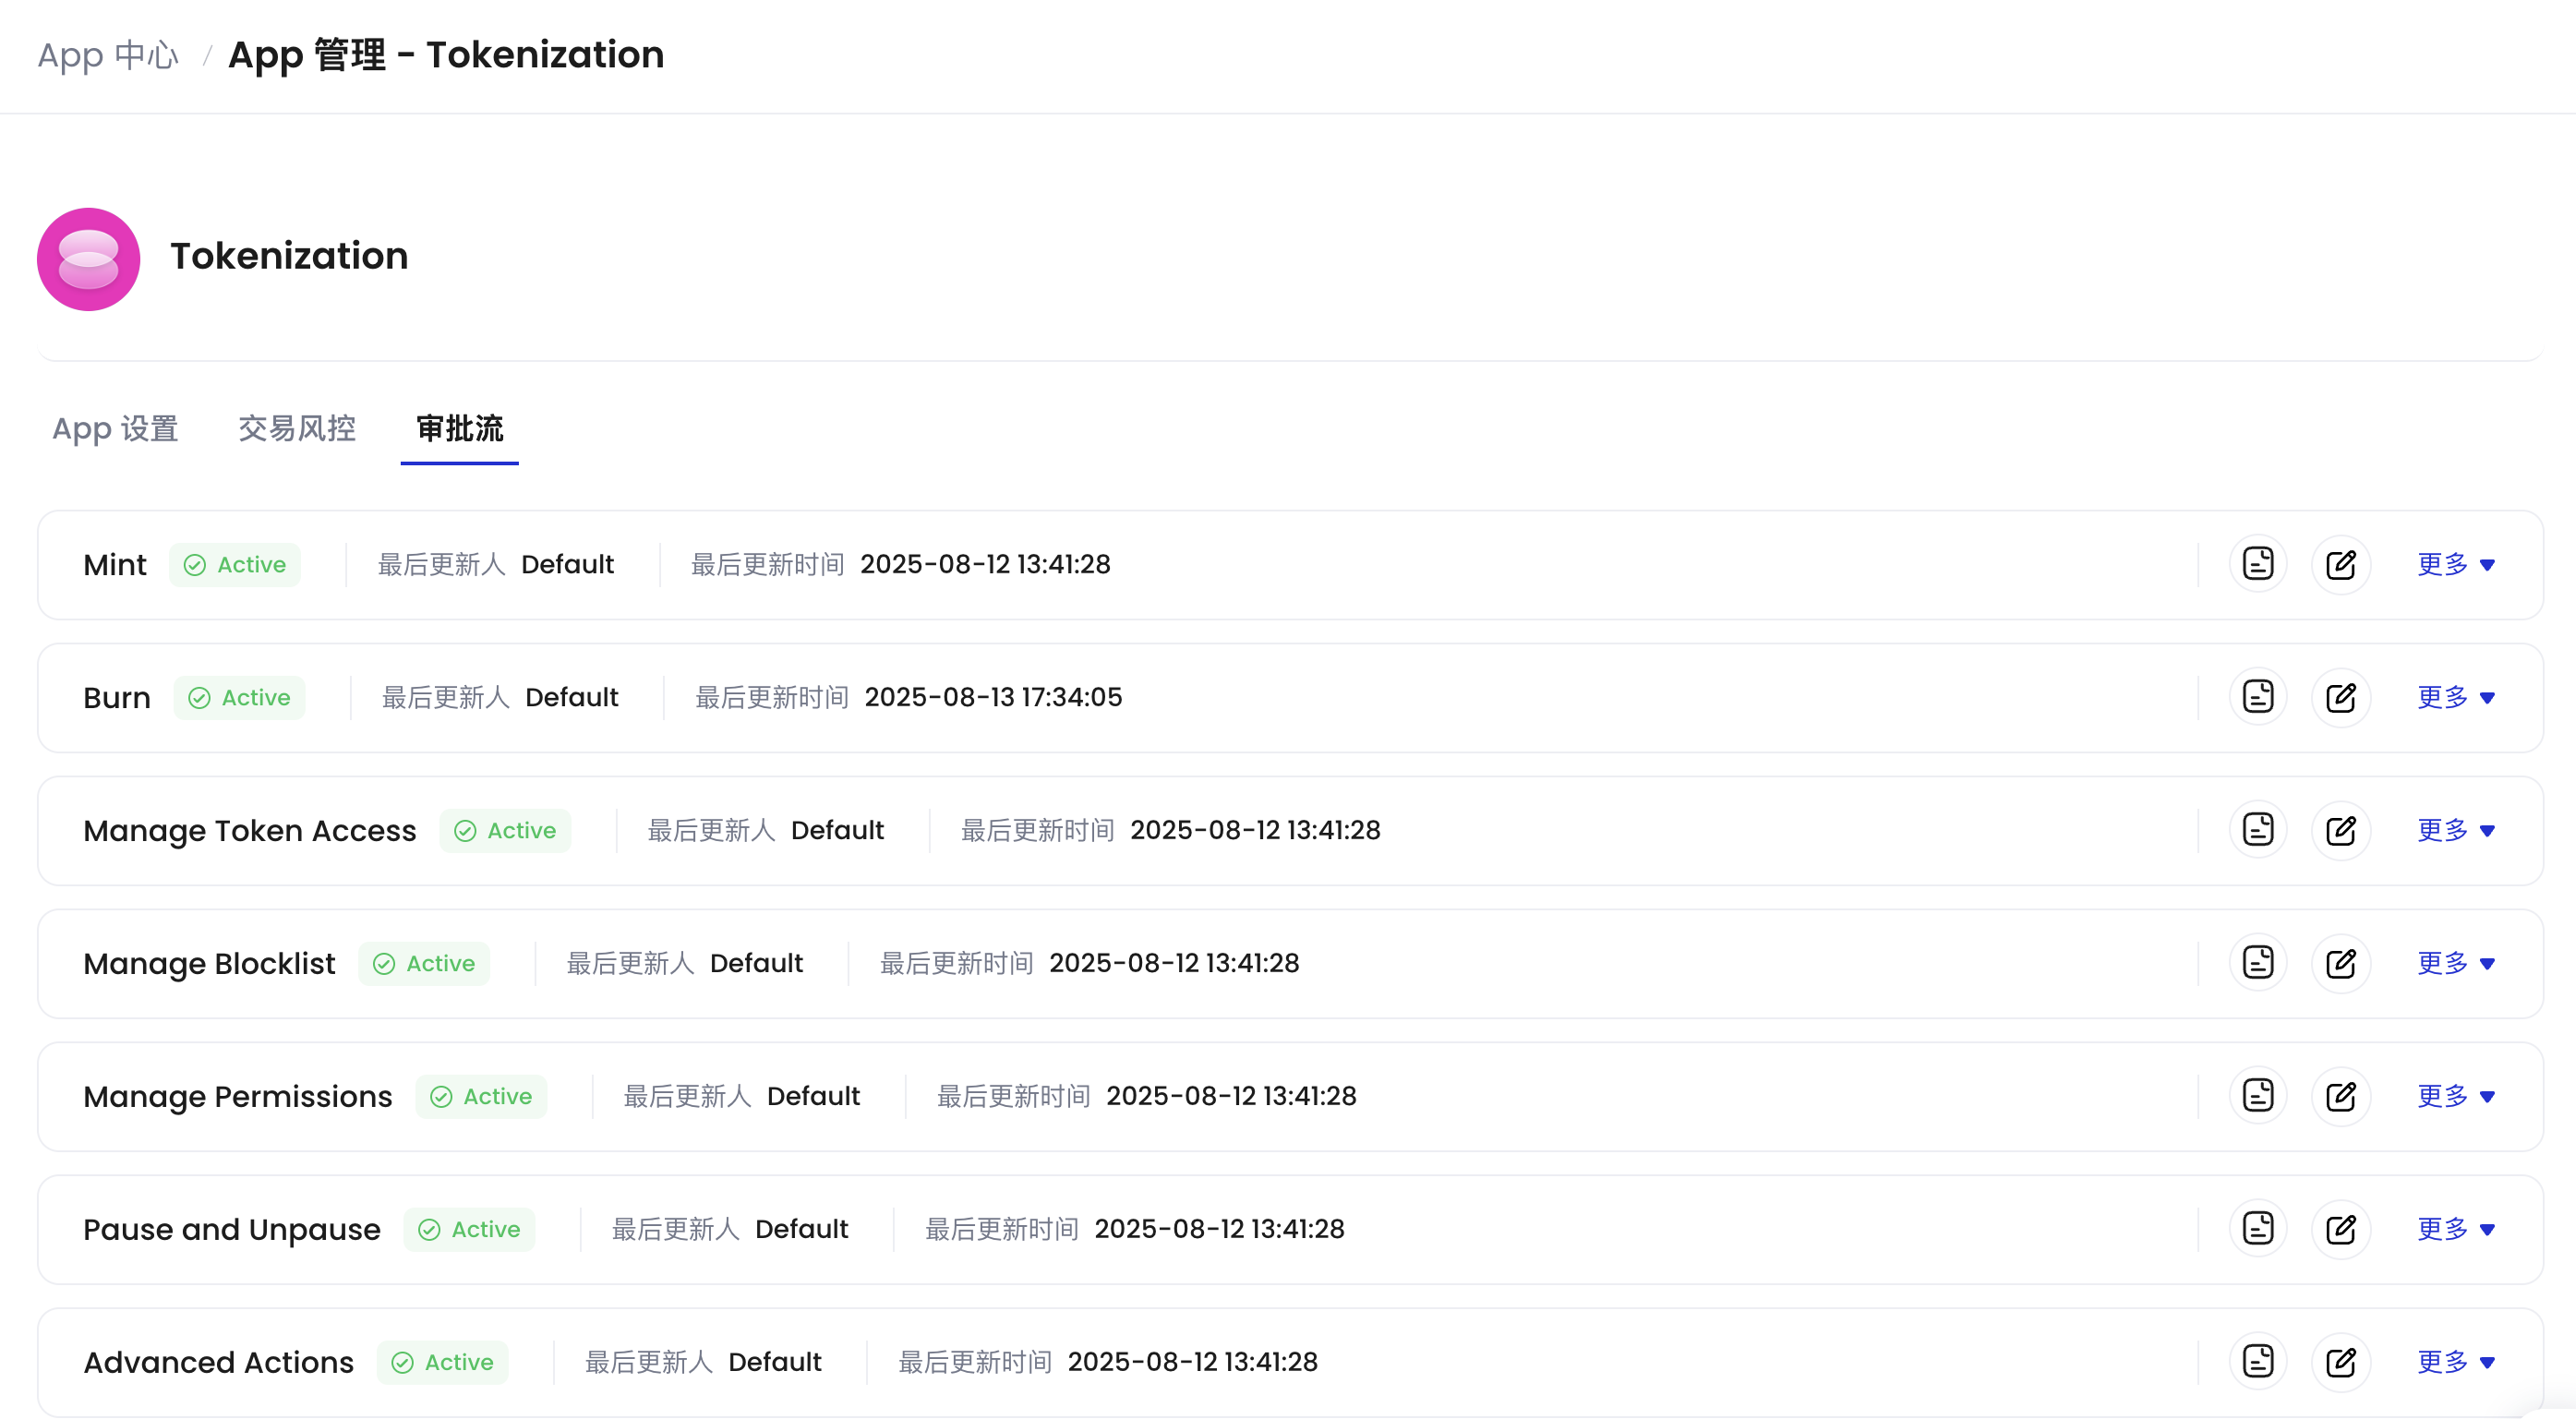 App 中心 / App 管理 - Tokenization
Tokenization
App 设置 交易风控 审批流
Mint Active 最后更新人 Default 最后更新时间 2025-08-12 13:41:28 更多
Burn Active 最后更新人 Default 最后更新时间 2025-08-13 17:34:05 更多
Manage Token Access Active 最后更新人 Default 最后更新时间 2025-08-12 13:41:28 更多
Manage Blocklist Active 最后更新人 Default 最后更新时间 2025-08-12 13:41:28 更多
Manage Permissions Active 最后更新人 Default 最后更新时间 2025-08-12 13:41:28 更多
Pause and Unpause Active 最后更新人 Default 最后更新时间 2025-08-12 13:41:28 更多
Advanced Actions Active 最后更新人 Default 最后更新时间 2025-08-12 13:41:28 更多